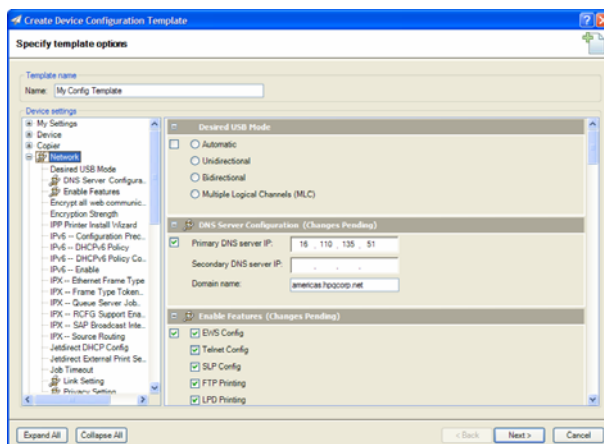 Create Device Configuration Template
Specify template options
Template name
Name: My Config Template
Device settings
My Settings
Device
Copier
Network
Desired USB Mode
DNS Server Configura..
Enable Features
Encrypt all web communic..
Encryption Strength
IPP Printer Install Wizard
IPv6 -- Configuration Prec..
IPv6 -- DHCPv6 Policy
IPv6 -- DHCPv6 Policy Co..
IPv6 -- Enable
IPX -- Ethernet Frame Type
IPX -- Frame Type Token..
IPX -- Queue Server Job..
IPX -- RCFG Support Ena..
IPX -- SAP Broadcast Inte..
IPX -- Source Routing
Jetdirect DHCP Config
Jetdirect External Print Se..
Job Timeout
Link Setting
Privacy Setting
Desired USB Mode
Automatic
Unidirectional
Bidirectional
Multiple Logical Channels (MLC)
DNS Server Configuration (Changes Pending)
Primary DNS server IP: 16 . 110 . 135 . 51
Secondary DNS server IP: . . .
Domain name: americas.hpqcorp.net
Enable Features (Changes Pending)
EWS Config
Telnet Config
SLP Config
FTP Printing
LPD Printing
Expand All Collapse All < Back Next > Cancel